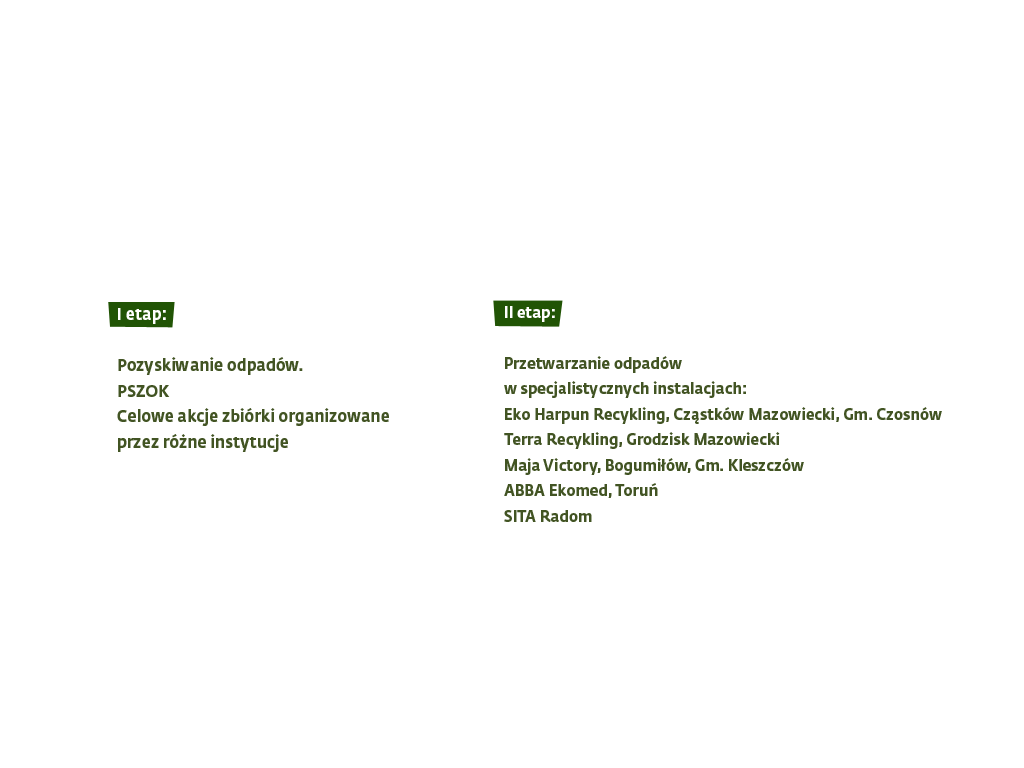 I etap:
Pozyskiwanie odpadów.
PSZOK
Celowe akcje zbiórki organizowane
przez różne instytucje
II etap:
Przetwarzanie odpadów
w specjalistycznych instalacjach:
Eko Harpun Recykling, Cząstków Mazowiecki, Gm. Czosnów
Terra Recykling, Grodzisk Mazowiecki
Maja Victory, Bogumiłów, Gm. Kleszczów
ABBA Ekomed, Toruń
SITA Radom